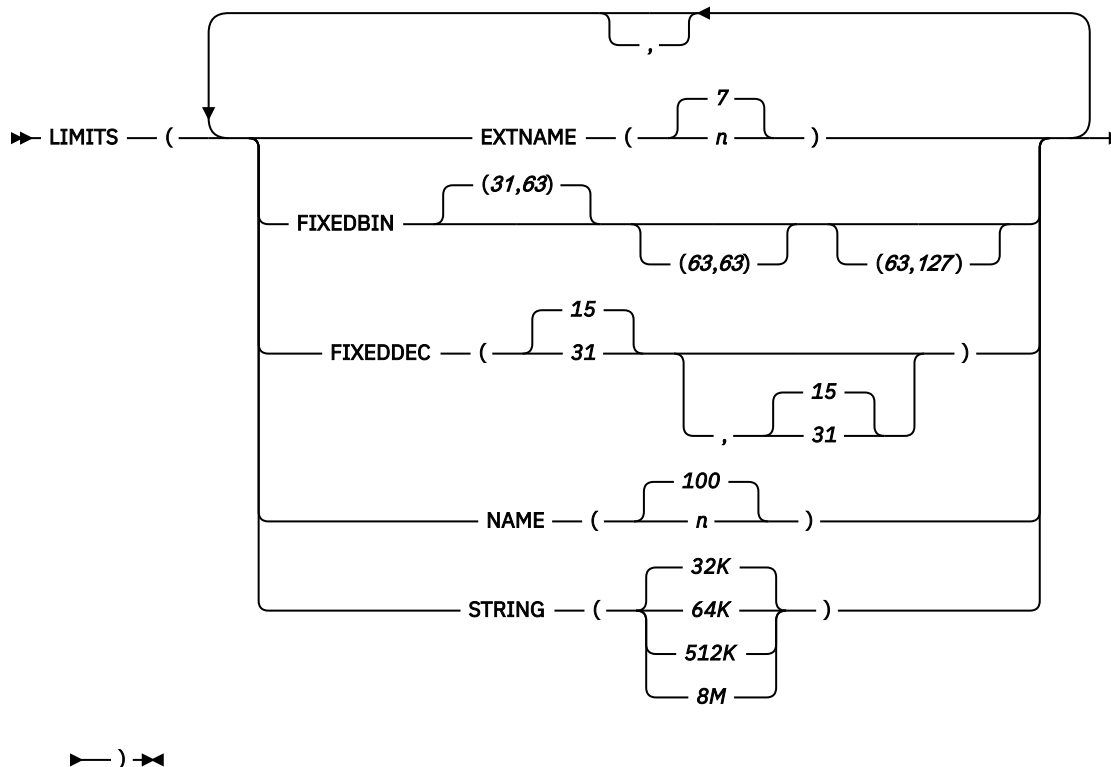 ,
7
LIMITS ( EXTNAME ( n )
(31,63)
FIXEDBIN
(63,63) (63,127)
15
FIXEDDEC ( 31 )
15
, 31
100
NAME ( n )
32K
STRING ( 64K )
512K
8M
)